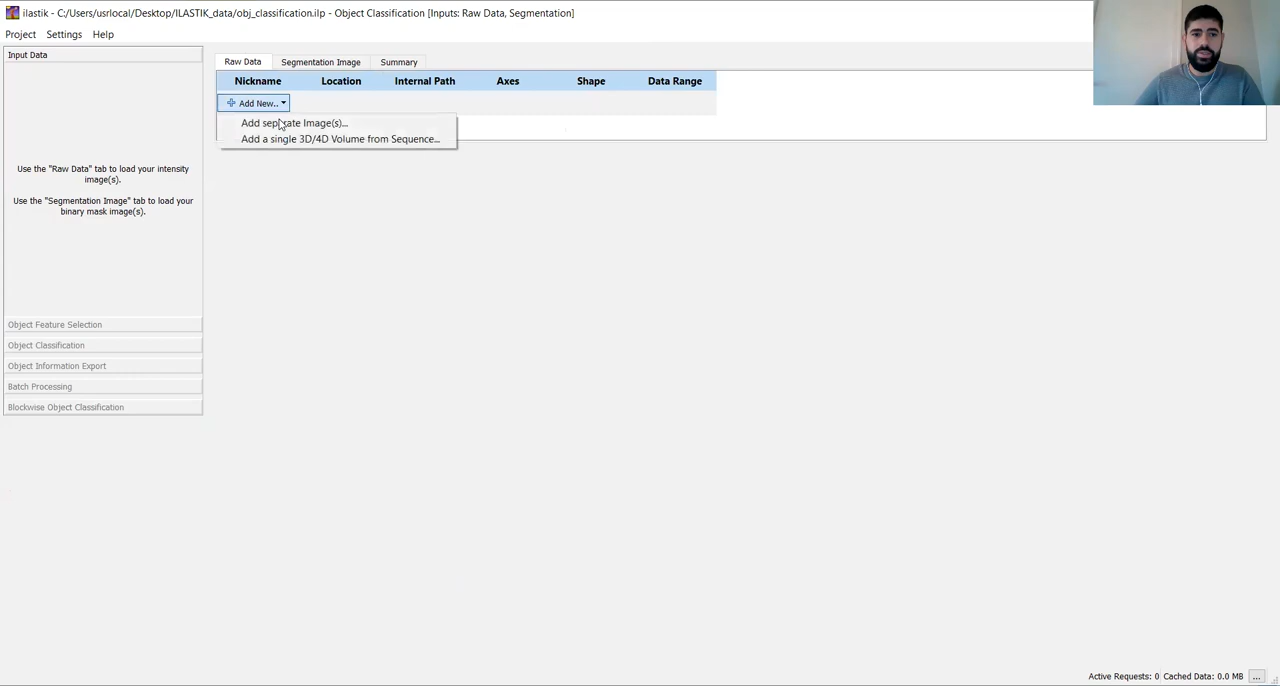 ilastik - C:/Users/usrlocal/Desktop/ILASTIK_data/obj_classification.ilp - Object Classification [Inputs: Raw Data, Segmentation]
Project Settings Help
Input Data
Raw Data Segmentation Image Summary
Nickname Location Internal Path Axes Shape Data Range
Add New..
Add separate Image(s)...
Add a single 3D/4D Volume from Sequence...
Use the "Raw Data" tab to load your intensity
image(s).
Use the "Segmentation Image" tab to load your
binary mask image(s).
Object Feature Selection
Object Classification
Object Information Export
Batch Processing
Blockwise Object Classification
Active Requests: 0 Cached Data: 0.0 MB ...